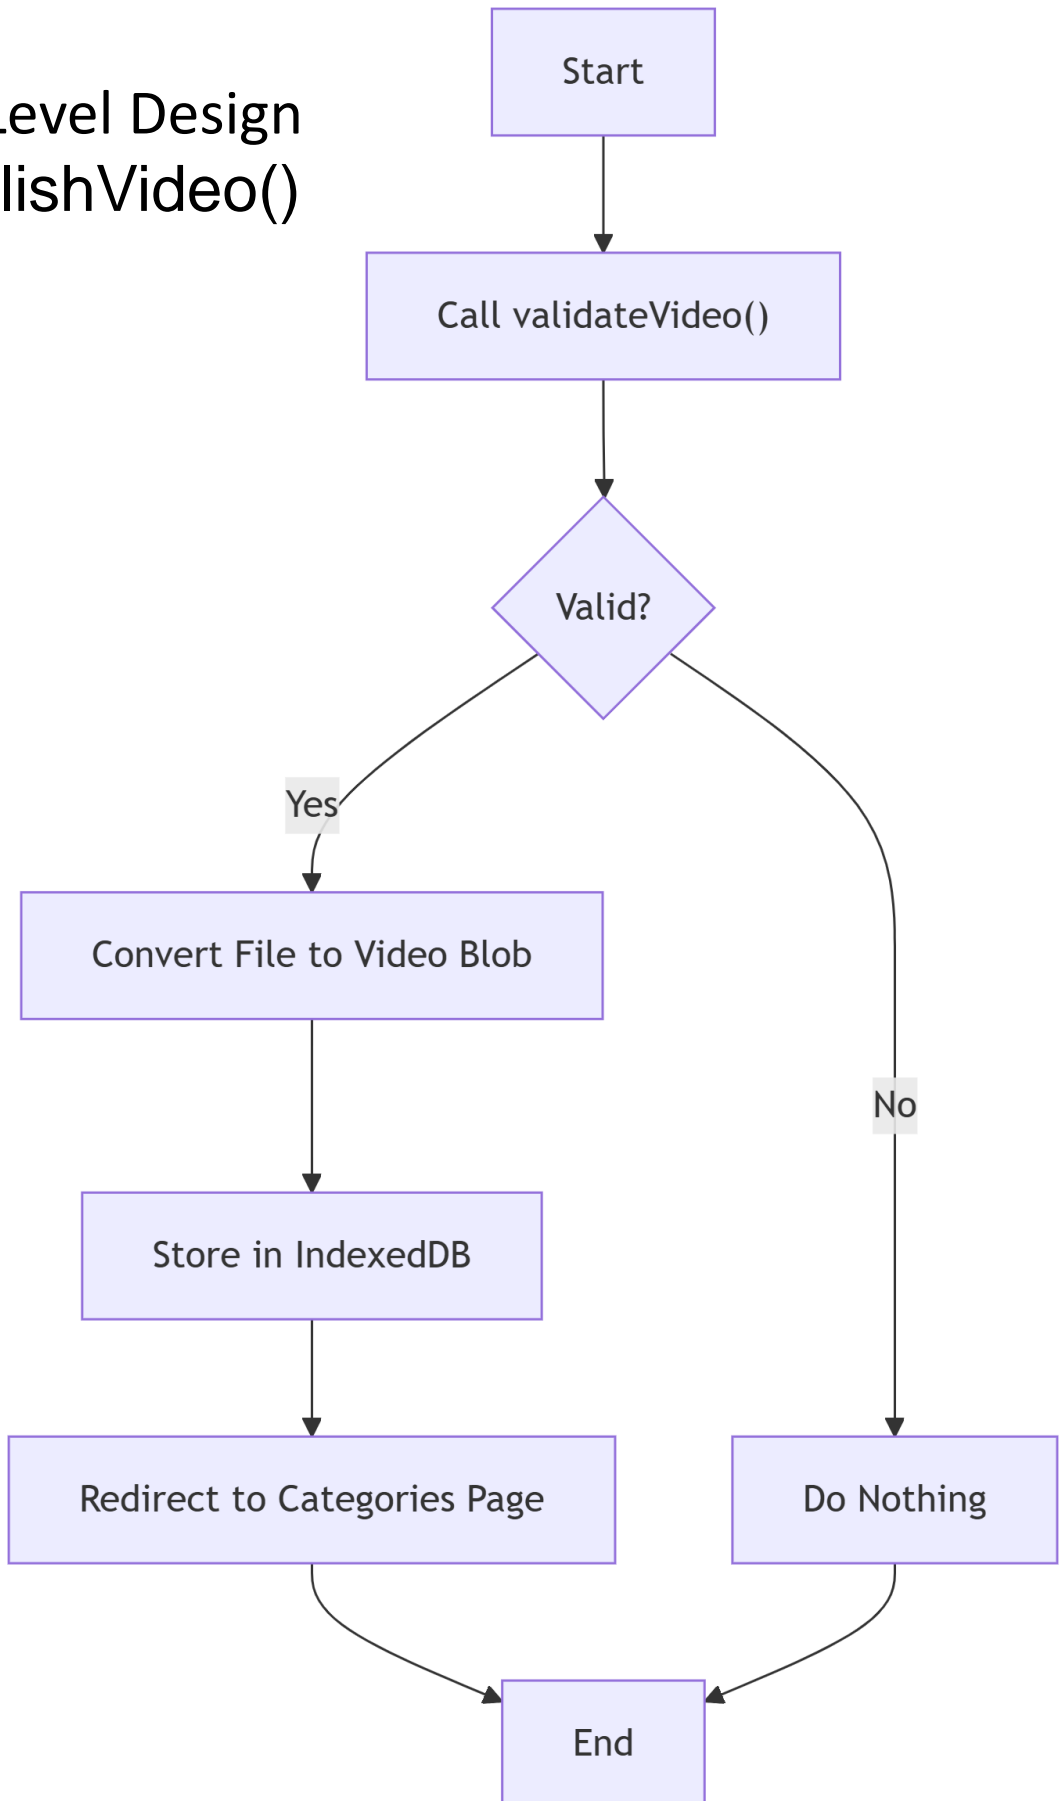 Start
Level Design
lishVideo()
Call validateVideo()
Valid?
Yes
Convert File to Video Blob
No
Store in IndexedDB
Redirect to Categories Page
Do Nothing
End